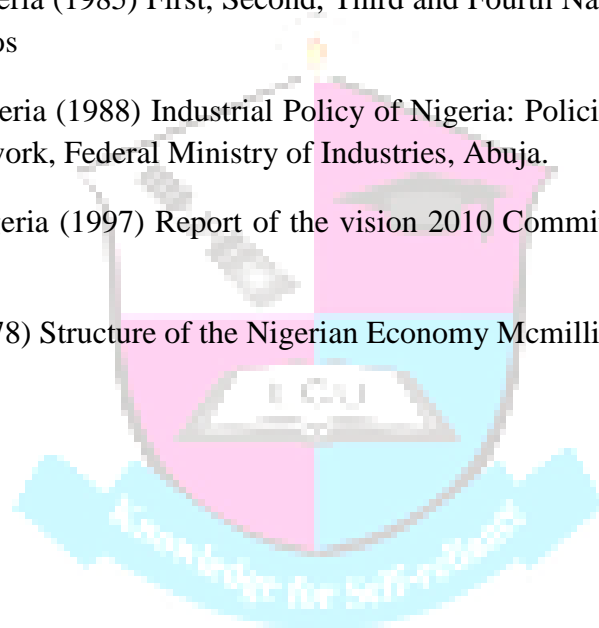 eria (1985) First, Second, Third and Fourth Na
os
eria (1988) Industrial Policy of Nigeria: Polici
work, Federal Ministry of Industries, Abuja.
eria (1997) Report of the vision 2010 Commi
78) Structure of the Nigerian Economy Mcmilli
LCU
Knowledge for Self-reliance